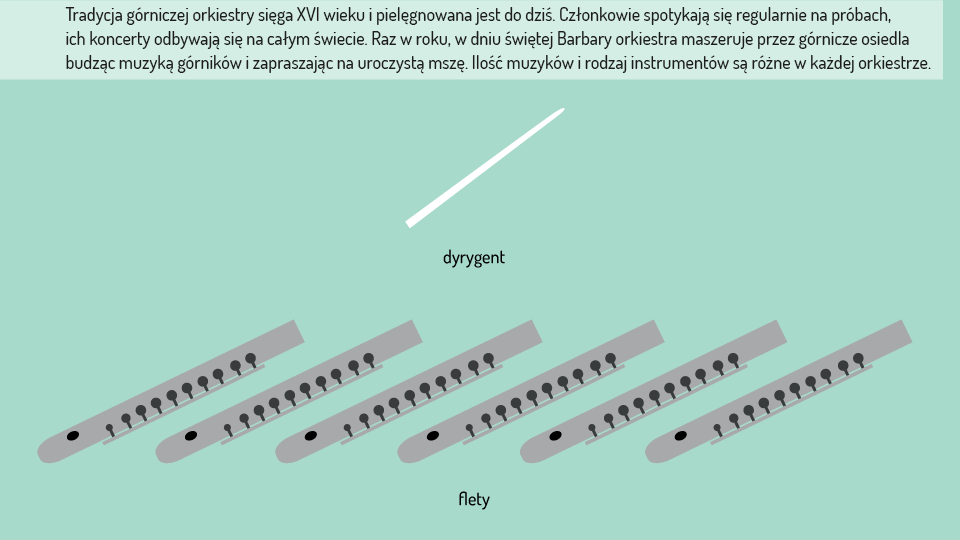 Tradycja górniczej orkiestry sięga XVI wieku i pielęgnowana jest do dziś. Członkowie spotykają się regularnie na próbach,
ich koncerty odbywają się na całym świecie. Raz w roku, w dniu świętej Barbary orkiestra maszeruje przez górnicze osiedla
budząc muzyką górników i zapraszając na uroczystą mszę. Ilość muzyków i rodzaj instrumentów są różne w każdej orkiestrze.
dyrygent
flety